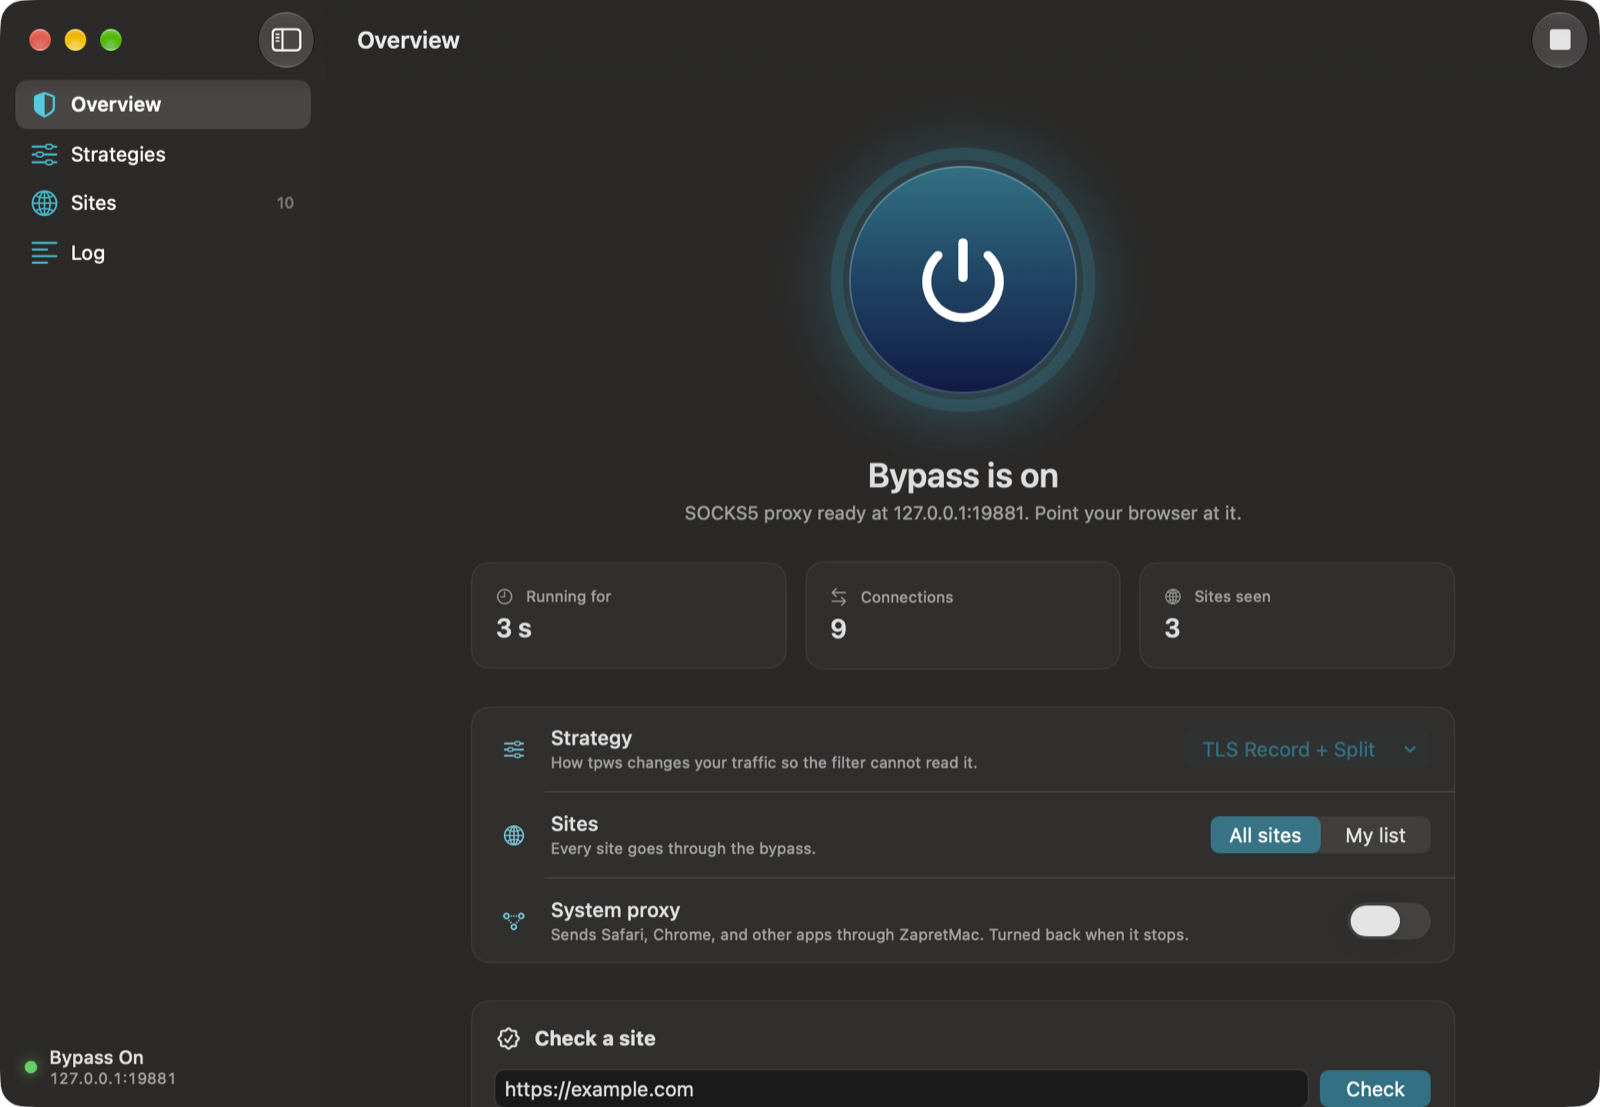 Overview
Overview
Strategies
Sites 10
Log
Bypass is on
SOCKS5 proxy ready at 127.0.0.1:19881. Point your browser at it.
Running for
3 s
Connections
9
Sites seen
3
Strategy
How tpws changes your traffic so the filter cannot read it.
TLS Record + Split
Sites
Every site goes through the bypass.
All sites My list
System proxy
Sends Safari, Chrome, and other apps through ZapretMac. Turned back when it stops.
Check a site
https://example.com
Check
Bypass On
127.0.0.1:19881